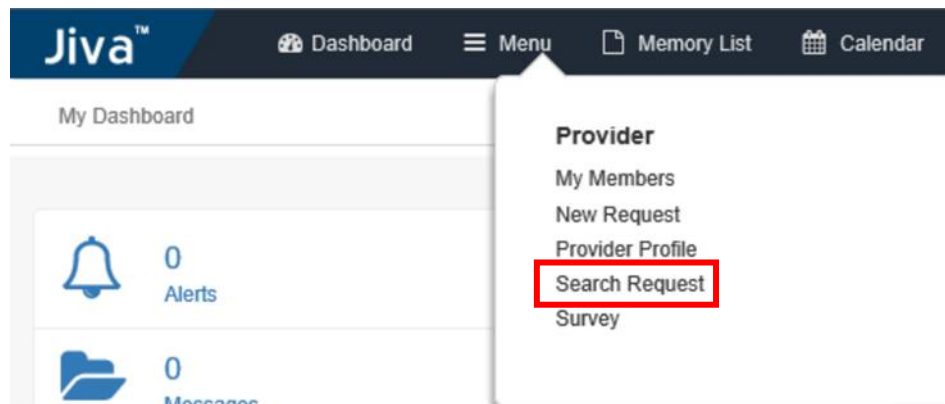 Jiva™ Dashboard Menu Memory List Calendar
My Dashboard
Provider
My Members
New Request
Provider Profile
Search Request
Survey
0
Alerts
0
Messages